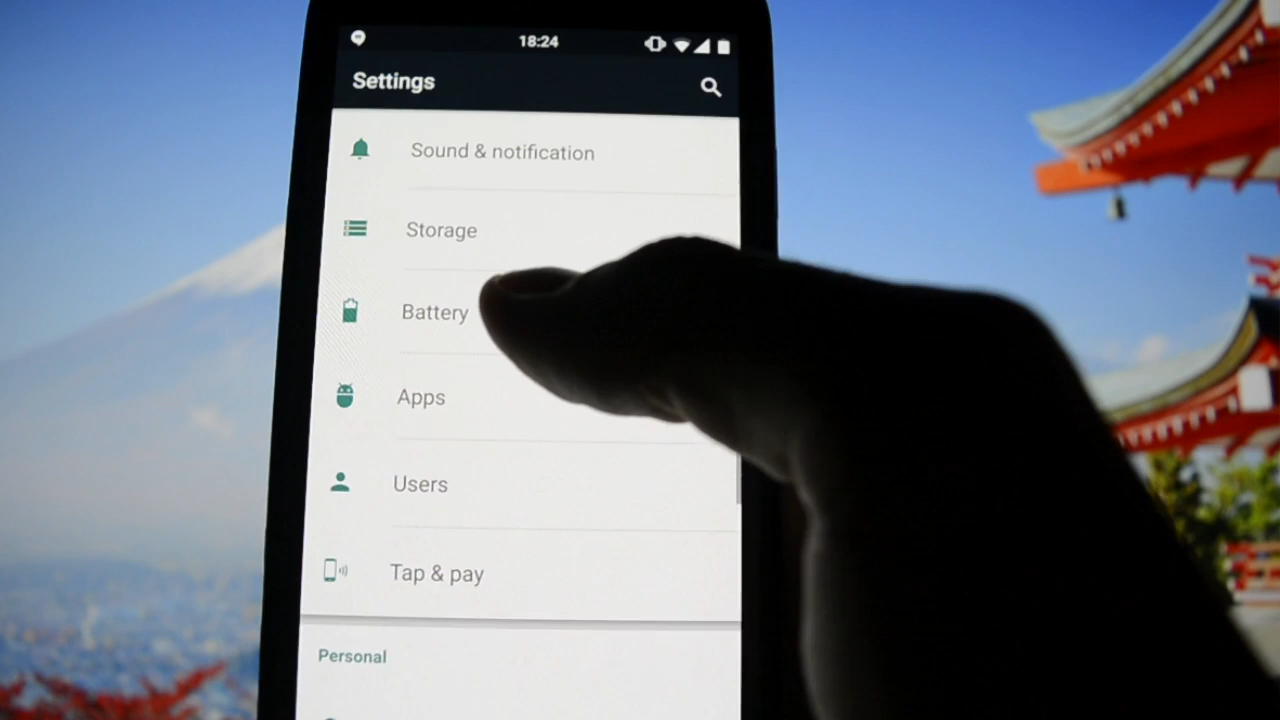 18:24
Settings
Sound & notification
Storage
Battery
Apps
Users
Tap & pay
Personal